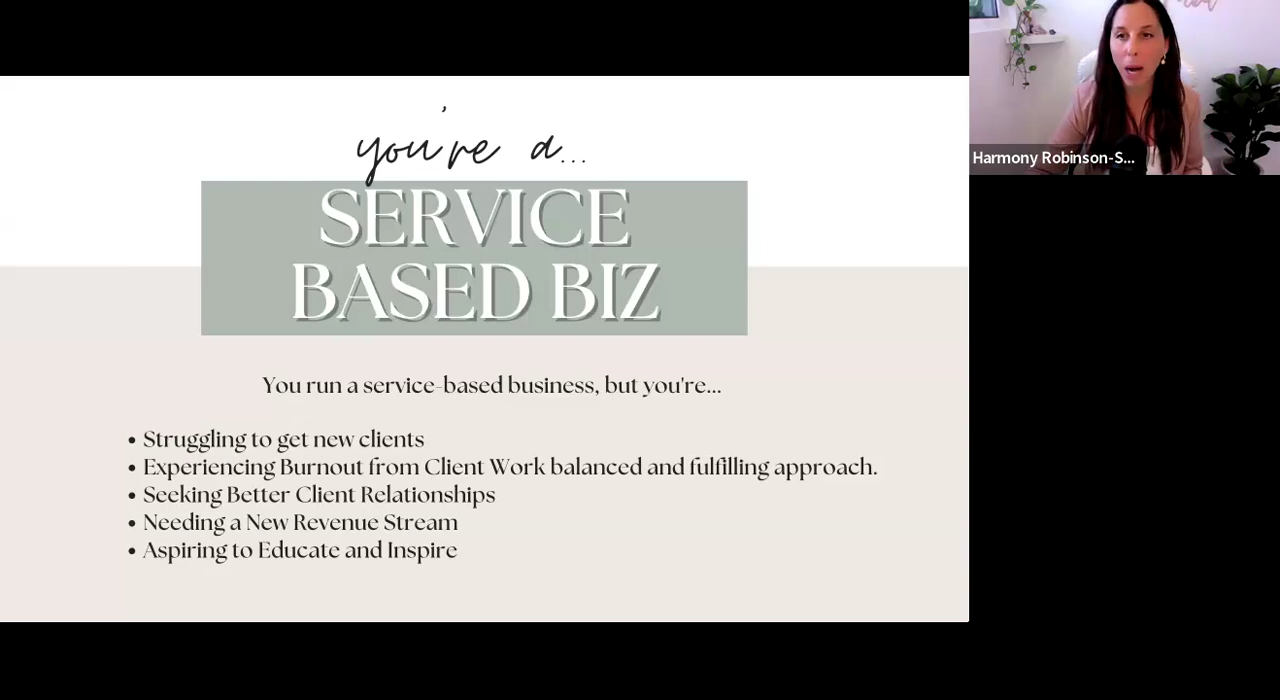 you're a...
SERVICE
BASED BIZ
You run a service-based business, but you're...
• Struggling to get new clients
• Experiencing Burnout from Client Work balanced and fulfilling approach.
• Seeking Better Client Relationships
• Needing a New Revenue Stream
• Aspiring to Educate and Inspire
Harmony Robinson-S...